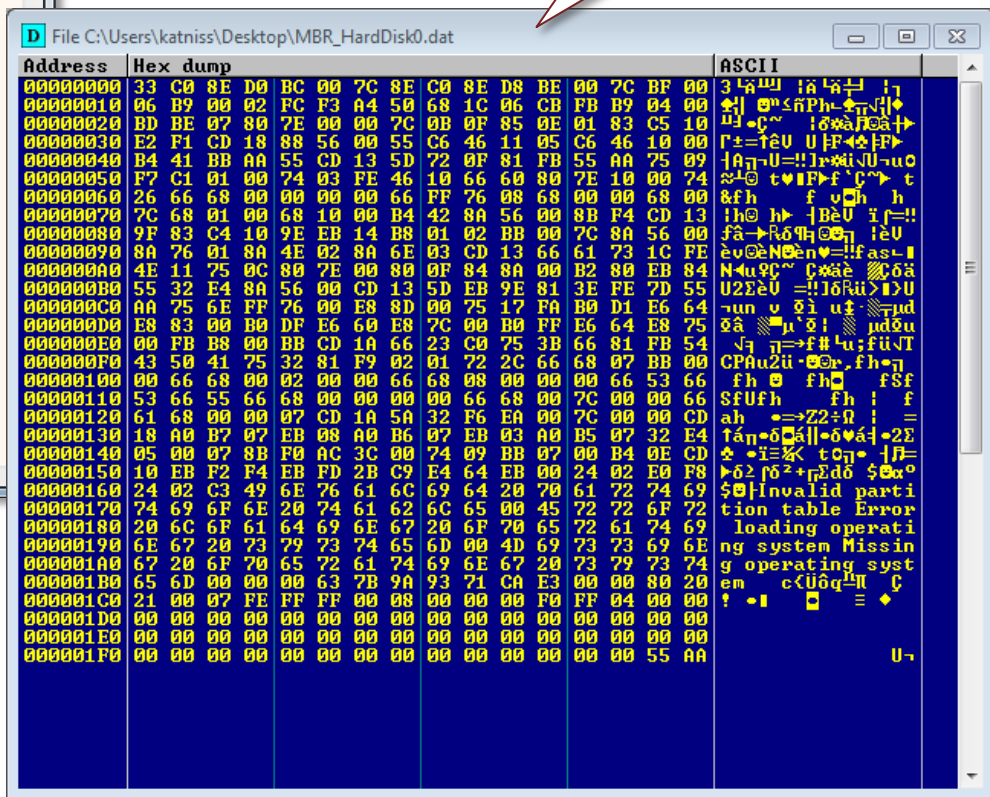 D File C:\Users\katniss\Desktop\MBR_HardDisk0.dat
Address Hex dump ASCII
00000000 33 C0 8E D0 BC 00 7C 8E C0 8E D8 BE 00 7C BF 00
00000010 06 B9 00 02 FC F3 A4 50 68 1C 06 CB FB B9 04 00
00000020 BD BE 07 80 7E 00 00 7C 0B 0F 85 0E 01 83 C5 10
00000030 E2 F1 CD 18 88 56 00 55 C6 46 11 05 C6 46 10 00
00000040 B4 41 BB AA 55 CD 13 5D 72 0F 81 FB 55 AA 75 09
00000050 F7 C1 01 00 74 03 FE 46 10 66 60 80 7E 10 00 74
00000060 26 66 68 00 00 00 00 66 FF 76 08 68 00 00 68 00
00000070 7C 68 01 00 68 10 00 B4 42 8A 56 00 8B F4 CD 13
00000080 9F 83 C4 10 9E EB 14 B8 01 02 BB 00 7C 8A 56 00
00000090 8A 76 01 8A 4E 02 8A 6E 03 CD 13 66 61 73 1C FE
000000A0 4E 11 75 0C 80 7E 00 80 0F 84 8A 00 B2 80 EB 84
000000B0 55 32 E4 8A 56 00 CD 13 5D EB 9E 81 3E FE 7D 55
000000C0 AA 75 6E FF 76 00 E8 8D 00 75 17 FA B0 D1 E6 64
000000D0 E8 83 00 B0 DF E6 60 E8 7C 00 B0 FF E6 64 E8 75
000000E0 00 FB B8 00 BB CD 1A 66 23 C0 75 3B 66 81 FB 54
000000F0 43 50 41 75 32 81 F9 02 01 72 2C 66 68 07 BB 00
00000100 00 66 68 00 02 00 00 66 68 08 00 00 00 66 53 66
00000110 53 66 55 66 68 00 00 00 00 66 68 00 7C 00 00 66
00000120 61 68 00 00 07 CD 1A 5A 32 F6 EA 00 7C 00 00 CD
00000130 18 A0 B7 07 EB 08 A0 B6 07 EB 03 A0 B5 07 32 E4
00000140 05 00 07 8B F0 AC 3C 00 74 09 BB 07 00 B4 0E CD
00000150 10 EB F2 F4 EB FD 2B C9 E4 64 EB 00 24 02 E0 F8
00000160 24 02 C3 49 6E 76 61 6C 69 64 20 70 61 72 74 69 Invalid parti
00000170 74 69 6F 6E 20 74 61 62 6C 65 00 45 72 72 6F 72 tion table Error
00000180 20 6C 6F 61 64 69 6E 67 20 6F 70 65 72 61 74 69 loading operati
00000190 6E 67 20 73 79 73 74 65 6D 00 4D 69 73 73 69 6E ng system Missin
000001A0 67 20 6F 70 65 72 61 74 69 6E 67 20 73 79 73 74 g operating syst
000001B0 65 6D 00 00 00 63 7B 9A 93 71 CA E3 00 00 80 20 em c{Üôq╩π Ç
000001C0 21 00 07 FE FF FF 00 08 00 00 00 F0 FF 04 00 00
000001D0 00 00 00 00 00 00 00 00 00 00 00 00 00 00 00 00
000001E0 00 00 00 00 00 00 00 00 00 00 00 00 00 00 00 00
000001F0 00 00 00 00 00 00 00 00 00 00 00 00 00 00 55 AA U¬